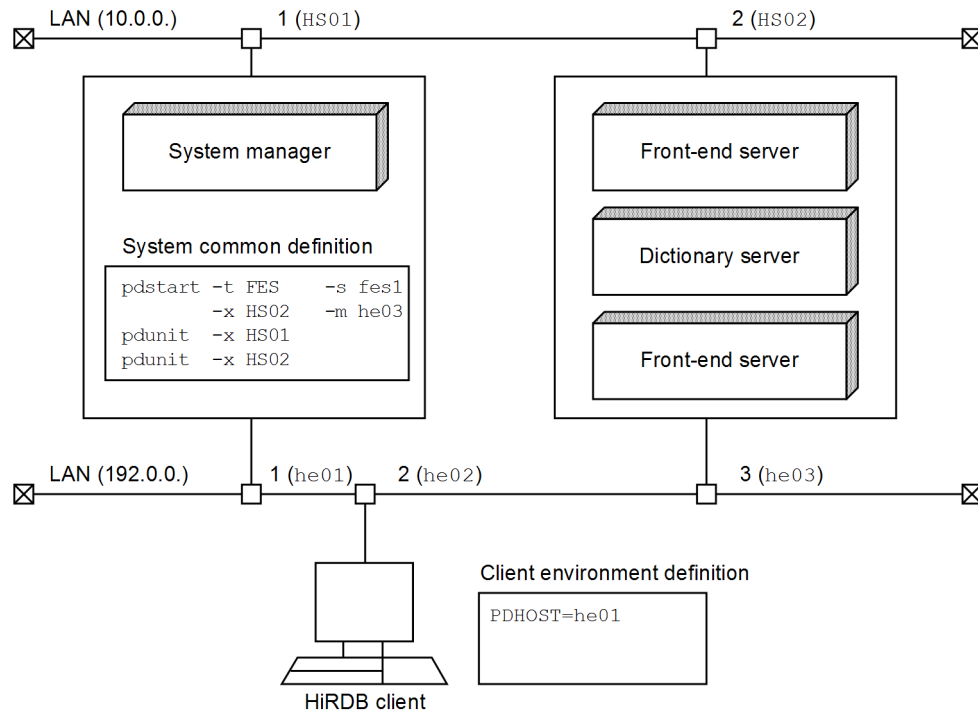 LAN (10.0.0.) 1 (HS01) 2 (HS02)
System manager
Front-end server
Dictionary server
Front-end server
System common definition
pdstart -t FES -s fes1
-x HS02 -m he03
pdunit -x HS01
pdunit -x HS02
LAN (192.0.0.) 1 (he01) 2 (he02) 3 (he03)
Client environment definition
PDHOST=he01
HiRDB client